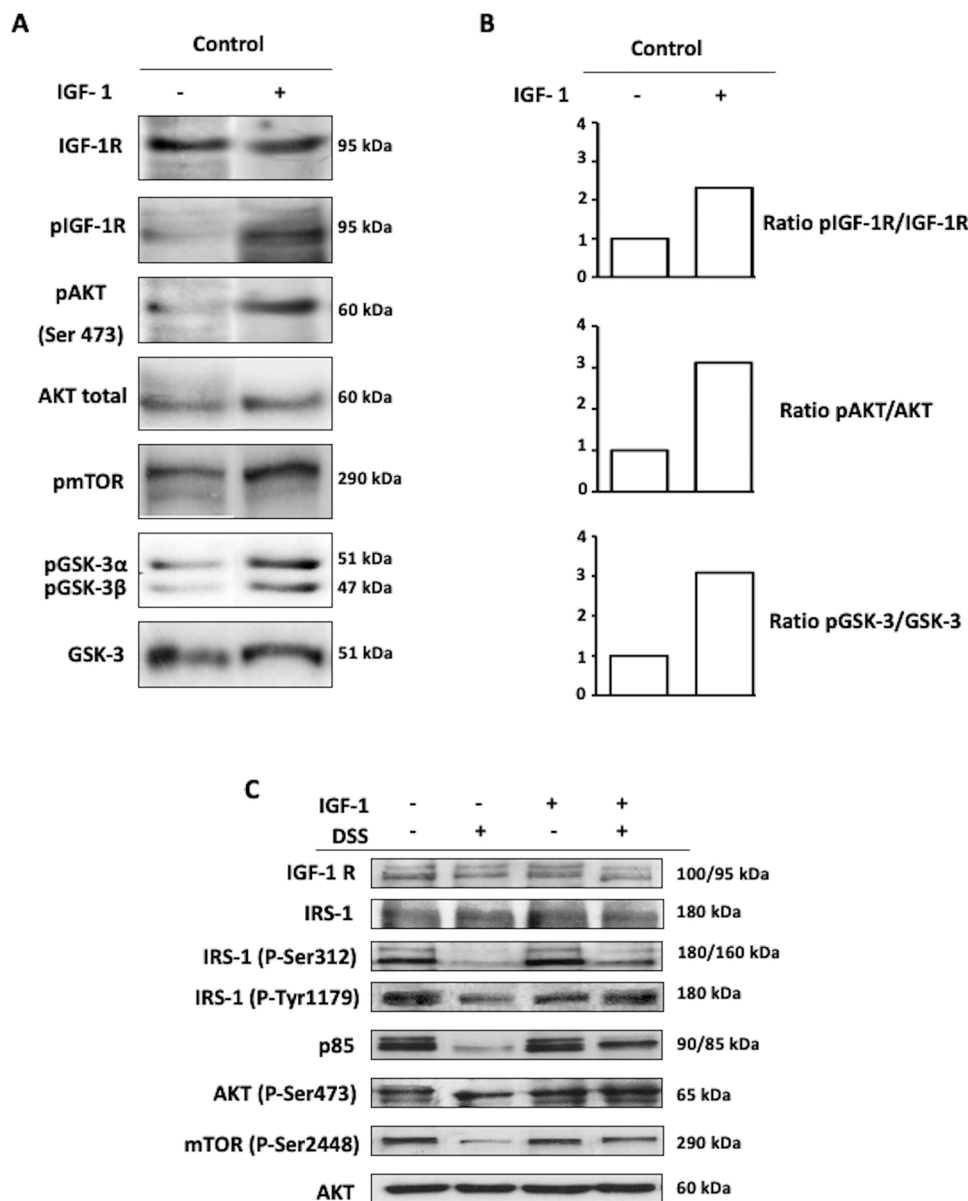 A
Control
IGF- 1 - +
IGF-1R 95 kDa
pIGF-1R 95 kDa
pAKT
(Ser 473) 60 kDa
AKT total 60 kDa
pmTOR 290 kDa
pGSK-3α 51 kDa
pGSK-3β 47 kDa
GSK-3 51 kDa
B
Control
IGF- 1 - +
4
3
2
1
0
Ratio pIGF-1R/IGF-1R
4
3
2
1
0
Ratio pAKT/AKT
4
3
2
1
0
Ratio pGSK-3/GSK-3
C
IGF-1 - - + +
DSS - + - +
IGF-1 R 100/95 kDa
IRS-1 180 kDa
IRS-1 (P-Ser312) 180/160 kDa
IRS-1 (P-Tyr1179) 180 kDa
p85 90/85 kDa
AKT (P-Ser473) 65 kDa
mTOR (P-Ser2448) 290 kDa
AKT 60 kDa